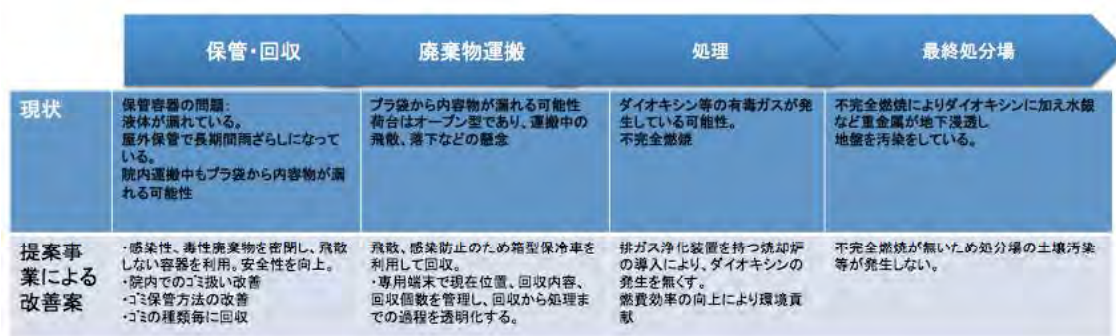 保管・回収
廃棄物運搬
処理
最終処分場
現状
保管容器の問題:
液体が漏れている。
屋外保管で長期間雨ざらしになって
いる。
院内運搬中もプラ袋から内容物が漏
れる可能性
プラ袋から内容物が漏れる可能性
荷台はオープン型であり、運搬中の
飛散、落下などの懸念
ダイオキシン等の有毒ガスが発
生している可能性。
不完全燃焼
不完全燃焼によりダイオキシンに加え水銀
など重金属が地下浸透し
地盤を汚染をしている。
提案事
業による
改善案
・感染性、毒性廃棄物を密閉し、飛散
しない容器を利用。安全性を向上。
・院内でのゴミ扱い改善
・ゴミ保管方法の改善
・ゴミの種類毎に回収
飛散、感染防止のため箱型保冷車を
利用して回収。
・専用端末で現在位置、回収内容、
回収個数を管理し、回収から処理ま
での過程を透明化する。
排ガス浄化装置を持つ焼却炉
の導入により、ダイオキシンの
発生を無くす。
燃費効率の向上により環境貢
献
不完全燃焼が無いため処分場の土壌汚染
等が発生しない。